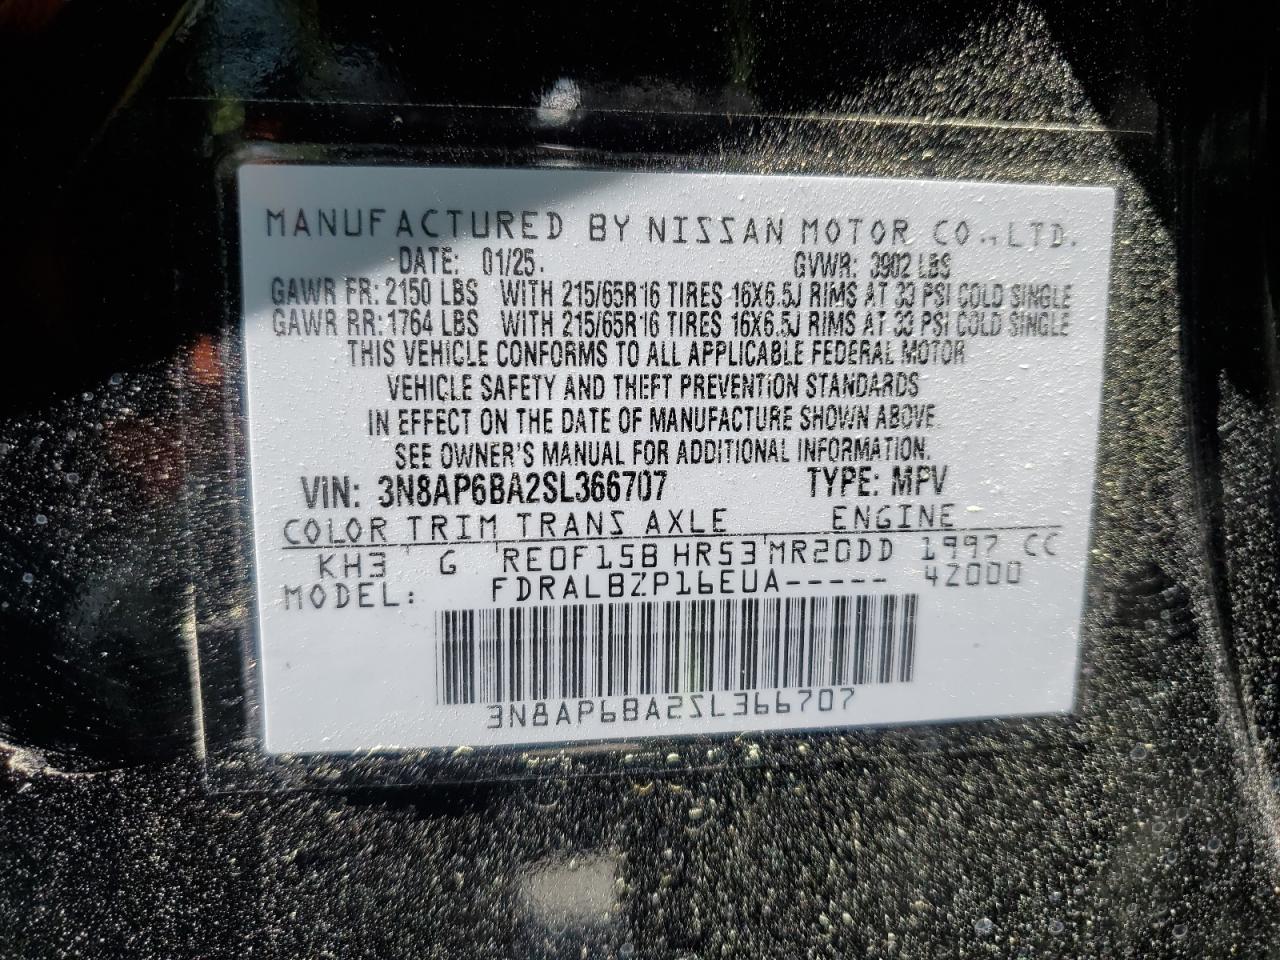 MANUFACTURED BY NISSAN MOTOR CO.,LTD.
DATE: 01/25. GVWR: 3902 LBS
GAWR FR: 2150 LBS WITH 215/65R16 TIRES 16X6.5J RIMS AT 33 PSI COLD SINGLE
GAWR RR: 1764 LBS WITH 215/65R16 TIRES 16X6.5J RIMS AT 33 PSI COLD SINGLE
THIS VEHICLE CONFORMS TO ALL APPLICABLE FEDERAL MOTOR
VEHICLE SAFETY AND THEFT PREVENTION STANDARDS
IN EFFECT ON THE DATE OF MANUFACTURE SHOWN ABOVE.
SEE OWNER'S MANUAL FOR ADDITIONAL INFORMATION.
VIN: 3N8AP6BA2SL366707 TYPE: MPV
COLOR TRIM TRANS AXLE ENGINE
KH3 G RE0F15B HR53 MR20DD 1997 CC
MODEL: FDRALBZP16EUA----- 42000
3N8AP6BA2SL366707